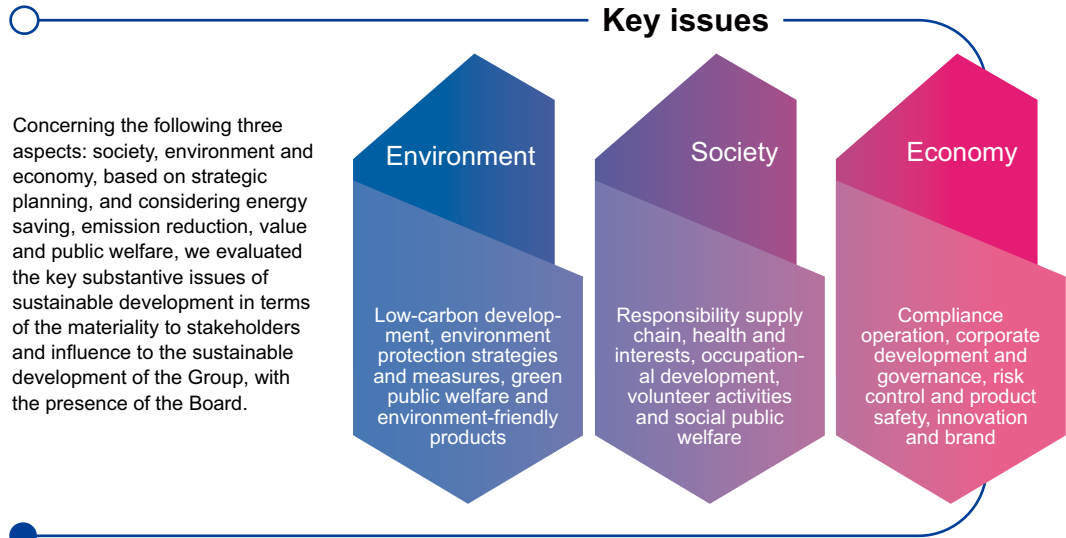 Key issues
Concerning the following three
aspects: society, environment and
economy, based on strategic
planning, and considering energy
saving, emission reduction, value
and public welfare, we evaluated
the key substantive issues of
sustainable development in terms
of the materiality to stakeholders
and influence to the sustainable
development of the Group, with
the presence of the Board.
Environment
Low-carbon develop-
ment, environment
protection strategies
and measures, green
public welfare and
environment-friendly
products
Society
Responsibility supply
chain, health and
interests, occupation-
al development,
volunteer activities
and social public
welfare
Economy
Compliance
operation, corporate
development and
governance, risk
control and product
safety, innovation
and brand